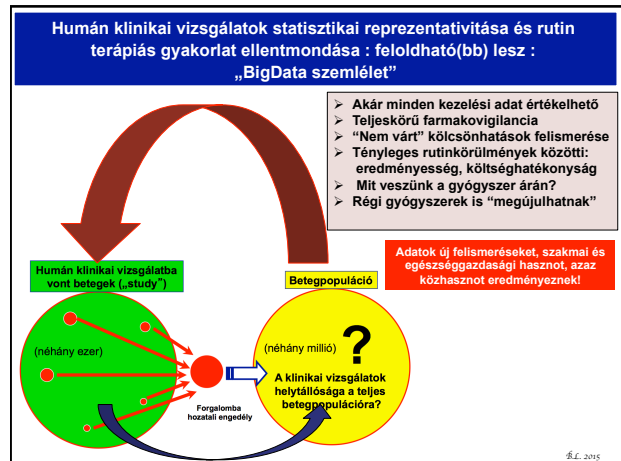 Humán klinikai vizsgálatok statisztikai reprezentativitása és rutin
terápiás gyakorlat ellentmondása : feloldható(bb) lesz :
„BigData szemlélet”
➢ Akár minden kezelési adat értékelhető
➢ Teljeskörű farmakovigilancia
➢ “Nem várt” kölcsönhatások felismerése
➢ Tényleges rutinkörülmények közötti:
eredményesség, költséghatékonyság
➢ Mit veszünk a gyógyszer árán?
➢ Régi gyógyszerek is “megújulhatnak”
Adatok új felismeréseket, szakmai és
egészséggazdasági hasznot, azaz
közhasznot eredményeznek!
Humán klinikai vizsgálatba
vont betegek („study”)
Betegpopuláció
(néhány ezer)
(néhány millió)
?
A klinikai vizsgálatok
helytállósága a teljes
betegpopulációra?
Forgalomba
hozatali engedély
B.L. 2015